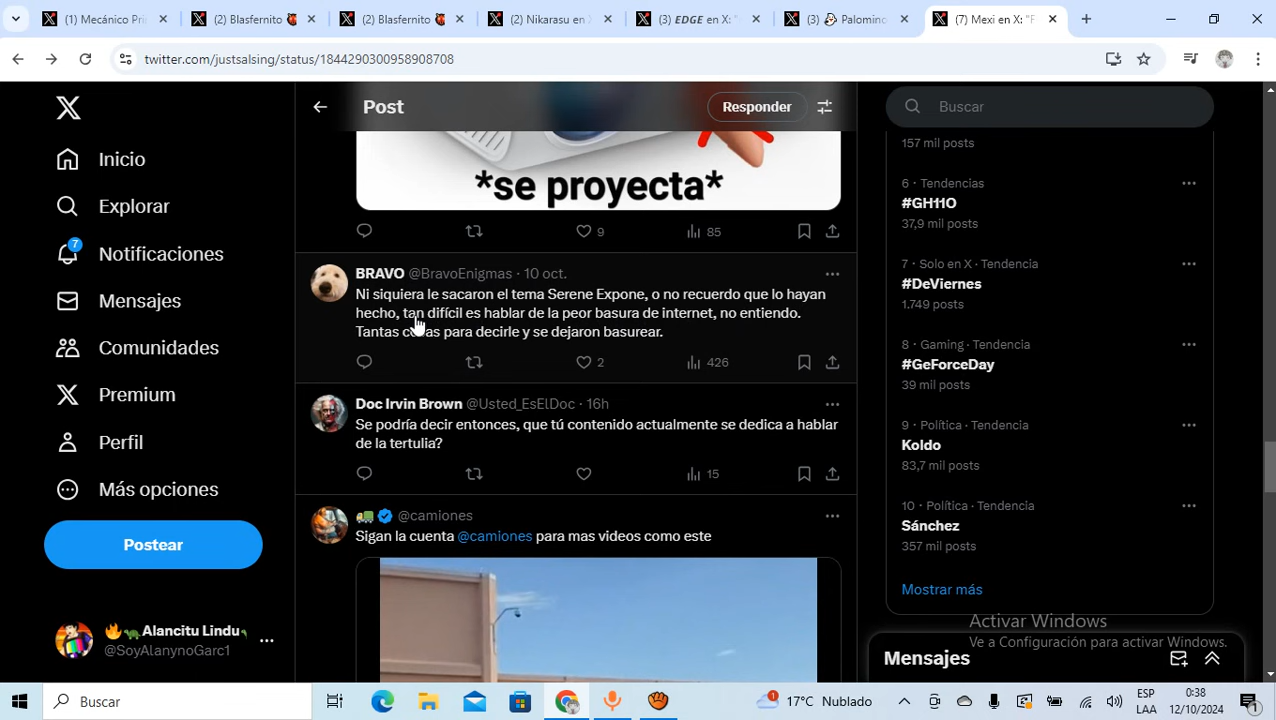 (1) Mecánico Pri
(2) Blasfernito
(2) Blasfernito
(2) Nikarasu en
(3) EDGE en X: "
(3) Palomino
(7) Mexi en X: "F
twitter.com/justsalsing/status/1844290300958908708
Inicio
Explorar
7
Notificaciones
Mensajes
Comunidades
Premium
Perfil
Más opciones
Postear
Alancitu Lindu
@SoyAlanynoGarc1
Post
Responder
*se proyecta*
9
85
BRAVO @BravoEnigmas · 10 oct.
Ni siquiera le sacaron el tema Serene Expone, o no recuerdo que lo hayan
hecho, tan difícil es hablar de la peor basura de internet, no entiendo.
Tantas cosas para decirle y se dejaron basurear.
2
426
Doc Irvin Brown @Usted_EsElDoc · 16h
Se podría decir entonces, que tú contenido actualmente se dedica a hablar
de la tertulia?
15
@camiones
Sigan la cuenta @camiones para mas videos como este
Buscar
157 mil posts
6 · Tendencias
#GH11O
37,9 mil posts
7 · Solo en X · Tendencia
#DeViernes
1.749 posts
8 · Gaming · Tendencia
#GeForceDay
39 mil posts
9 · Política · Tendencia
Koldo
83,7 mil posts
10 · Política · Tendencia
Sánchez
357 mil posts
Mostrar más
Activar Windows
Ve a Configuración para activar Windows.
Mensajes
Buscar
1
17°C Nublado
ESP
LAA
0:38
12/10/2024
1